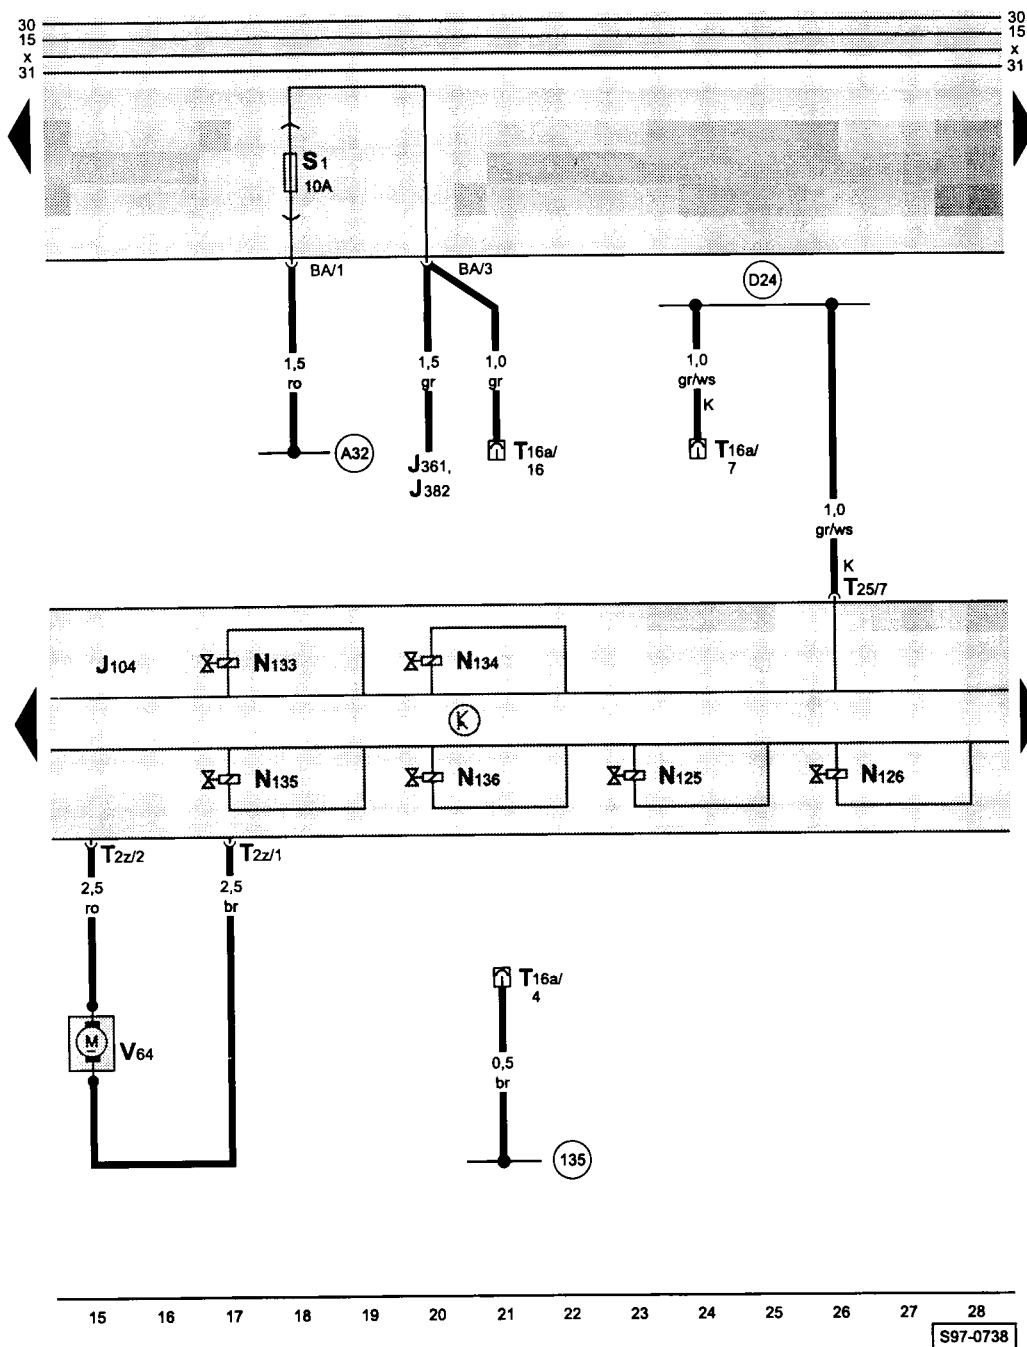 30 30
15 15
x x
31 31
S1
10A
BA/1 BA/3
D24
1,5
ro
1,5
gr
1,0
gr
1,0
gr/ws
K
A32
J361,
J382
T16a/
16
T16a/
7
1,0
gr/ws
K
T25/7
J104 N133 N134
K
N135 N136 N125 N126
T2z/2 T2z/1
2,5
ro
2,5
br
T16a/
4
M
V64
0,5
br
135
15 16 17 18 19 20 21 22 23 24 25 26 27 28
S97-0738